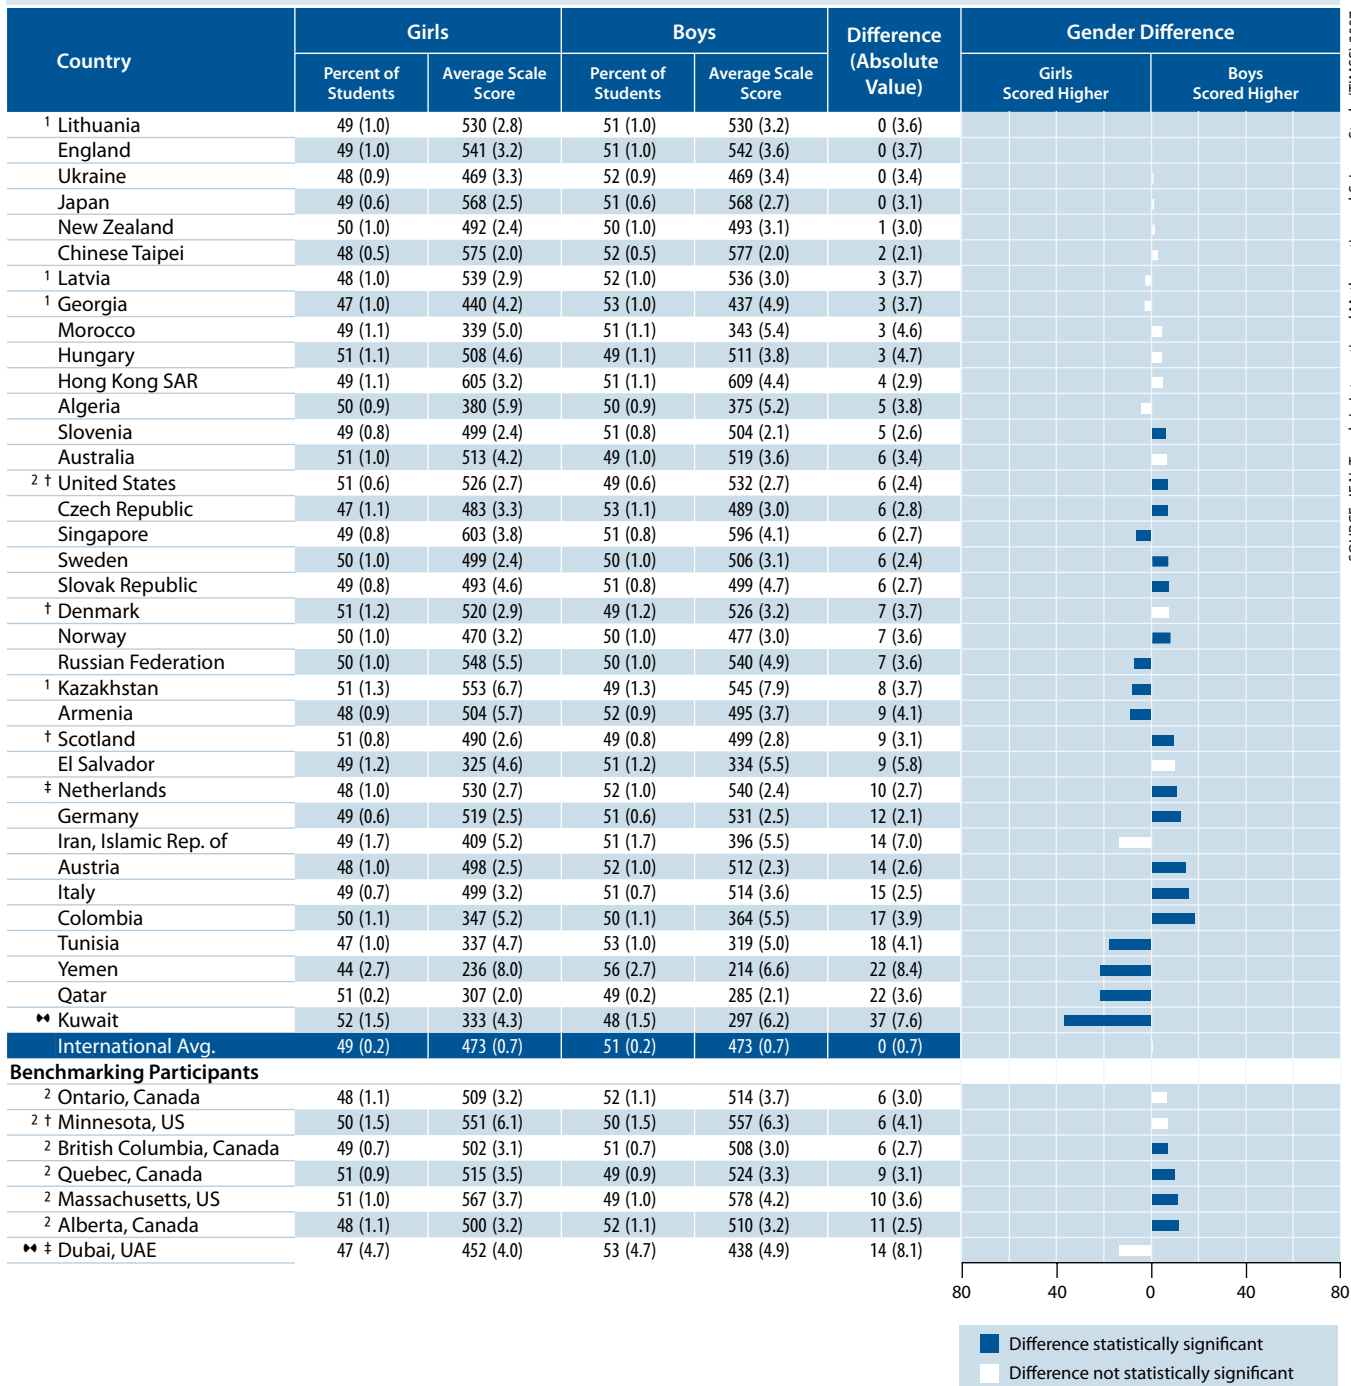 Country
Girls
Boys
Difference (Absolute Value)
Gender Difference
Percent of Students
Average Scale Score
Percent of Students
Average Scale Score
Girls Scored Higher
Boys Scored Higher
1 Lithuania 49 (1.0) 530 (2.8) 51 (1.0) 530 (3.2) 0 (3.6)
England 49 (1.0) 541 (3.2) 51 (1.0) 542 (3.6) 0 (3.7)
Ukraine 48 (0.9) 469 (3.3) 52 (0.9) 469 (3.4) 0 (3.4)
Japan 49 (0.6) 568 (2.5) 51 (0.6) 568 (2.7) 0 (3.1)
New Zealand 50 (1.0) 492 (2.4) 50 (1.0) 493 (3.1) 1 (3.0)
Chinese Taipei 48 (0.5) 575 (2.0) 52 (0.5) 577 (2.0) 2 (2.1)
1 Latvia 48 (1.0) 539 (2.9) 52 (1.0) 536 (3.0) 3 (3.7)
1 Georgia 47 (1.0) 440 (4.2) 53 (1.0) 437 (4.9) 3 (3.7)
Morocco 49 (1.1) 339 (5.0) 51 (1.1) 343 (5.4) 3 (4.6)
Hungary 51 (1.1) 508 (4.6) 49 (1.1) 511 (3.8) 3 (4.7)
Hong Kong SAR 49 (1.1) 605 (3.2) 51 (1.1) 609 (4.4) 4 (2.9)
Algeria 50 (0.9) 380 (5.9) 50 (0.9) 375 (5.2) 5 (3.8)
Slovenia 49 (0.8) 499 (2.4) 51 (0.8) 504 (2.1) 5 (2.6)
Australia 51 (1.0) 513 (4.2) 49 (1.0) 519 (3.6) 6 (3.4)
2 † United States 51 (0.6) 526 (2.7) 49 (0.6) 532 (2.7) 6 (2.4)
Czech Republic 47 (1.1) 483 (3.3) 53 (1.1) 489 (3.0) 6 (2.8)
Singapore 49 (0.8) 603 (3.8) 51 (0.8) 596 (4.1) 6 (2.7)
Sweden 50 (1.0) 499 (2.4) 50 (1.0) 506 (3.1) 6 (2.4)
Slovak Republic 49 (0.8) 493 (4.6) 51 (0.8) 499 (4.7) 6 (2.7)
† Denmark 51 (1.2) 520 (2.9) 49 (1.2) 526 (3.2) 7 (3.7)
Norway 50 (1.0) 470 (3.2) 50 (1.0) 477 (3.0) 7 (3.6)
Russian Federation 50 (1.0) 548 (5.5) 50 (1.0) 540 (4.9) 7 (3.6)
1 Kazakhstan 51 (1.3) 553 (6.7) 49 (1.3) 545 (7.9) 8 (3.7)
Armenia 48 (0.9) 504 (5.7) 52 (0.9) 495 (3.7) 9 (4.1)
† Scotland 51 (0.8) 490 (2.6) 49 (0.8) 499 (2.8) 9 (3.1)
El Salvador 49 (1.2) 325 (4.6) 51 (1.2) 334 (5.5) 9 (5.8)
‡ Netherlands 48 (1.0) 530 (2.7) 52 (1.0) 540 (2.4) 10 (2.7)
Germany 49 (0.6) 519 (2.5) 51 (0.6) 531 (2.5) 12 (2.1)
Iran, Islamic Rep. of 49 (1.7) 409 (5.2) 51 (1.7) 396 (5.5) 14 (7.0)
Austria 48 (1.0) 498 (2.5) 52 (1.0) 512 (2.3) 14 (2.6)
Italy 49 (0.7) 499 (3.2) 51 (0.7) 514 (3.6) 15 (2.5)
Colombia 50 (1.1) 347 (5.2) 50 (1.1) 364 (5.5) 17 (3.9)
Tunisia 47 (1.0) 337 (4.7) 53 (1.0) 319 (5.0) 18 (4.1)
Yemen 44 (2.7) 236 (8.0) 56 (2.7) 214 (6.6) 22 (8.4)
Qatar 51 (0.2) 307 (2.0) 49 (0.2) 285 (2.1) 22 (3.6)
Kuwait 52 (1.5) 333 (4.3) 48 (1.5) 297 (6.2) 37 (7.6)
International Avg. 49 (0.2) 473 (0.7) 51 (0.2) 473 (0.7) 0 (0.7)
Benchmarking Participants
2 Ontario, Canada 48 (1.1) 509 (3.2) 52 (1.1) 514 (3.7) 6 (3.0)
2 † Minnesota, US 50 (1.5) 551 (6.1) 50 (1.5) 557 (6.3) 6 (4.1)
2 British Columbia, Canada 49 (0.7) 502 (3.1) 51 (0.7) 508 (3.0) 6 (2.7)
2 Quebec, Canada 51 (0.9) 515 (3.5) 49 (0.9) 524 (3.3) 9 (3.1)
2 Massachusetts, US 51 (1.0) 567 (3.7) 49 (1.0) 578 (4.2) 10 (3.6)
2 Alberta, Canada 48 (1.1) 500 (3.2) 52 (1.1) 510 (3.2) 11 (2.5)
‡ Dubai, UAE 47 (4.7) 452 (4.0) 53 (4.7) 438 (4.9) 14 (8.1)
80 40 0 40 80
Difference statistically significant
Difference not statistically significant